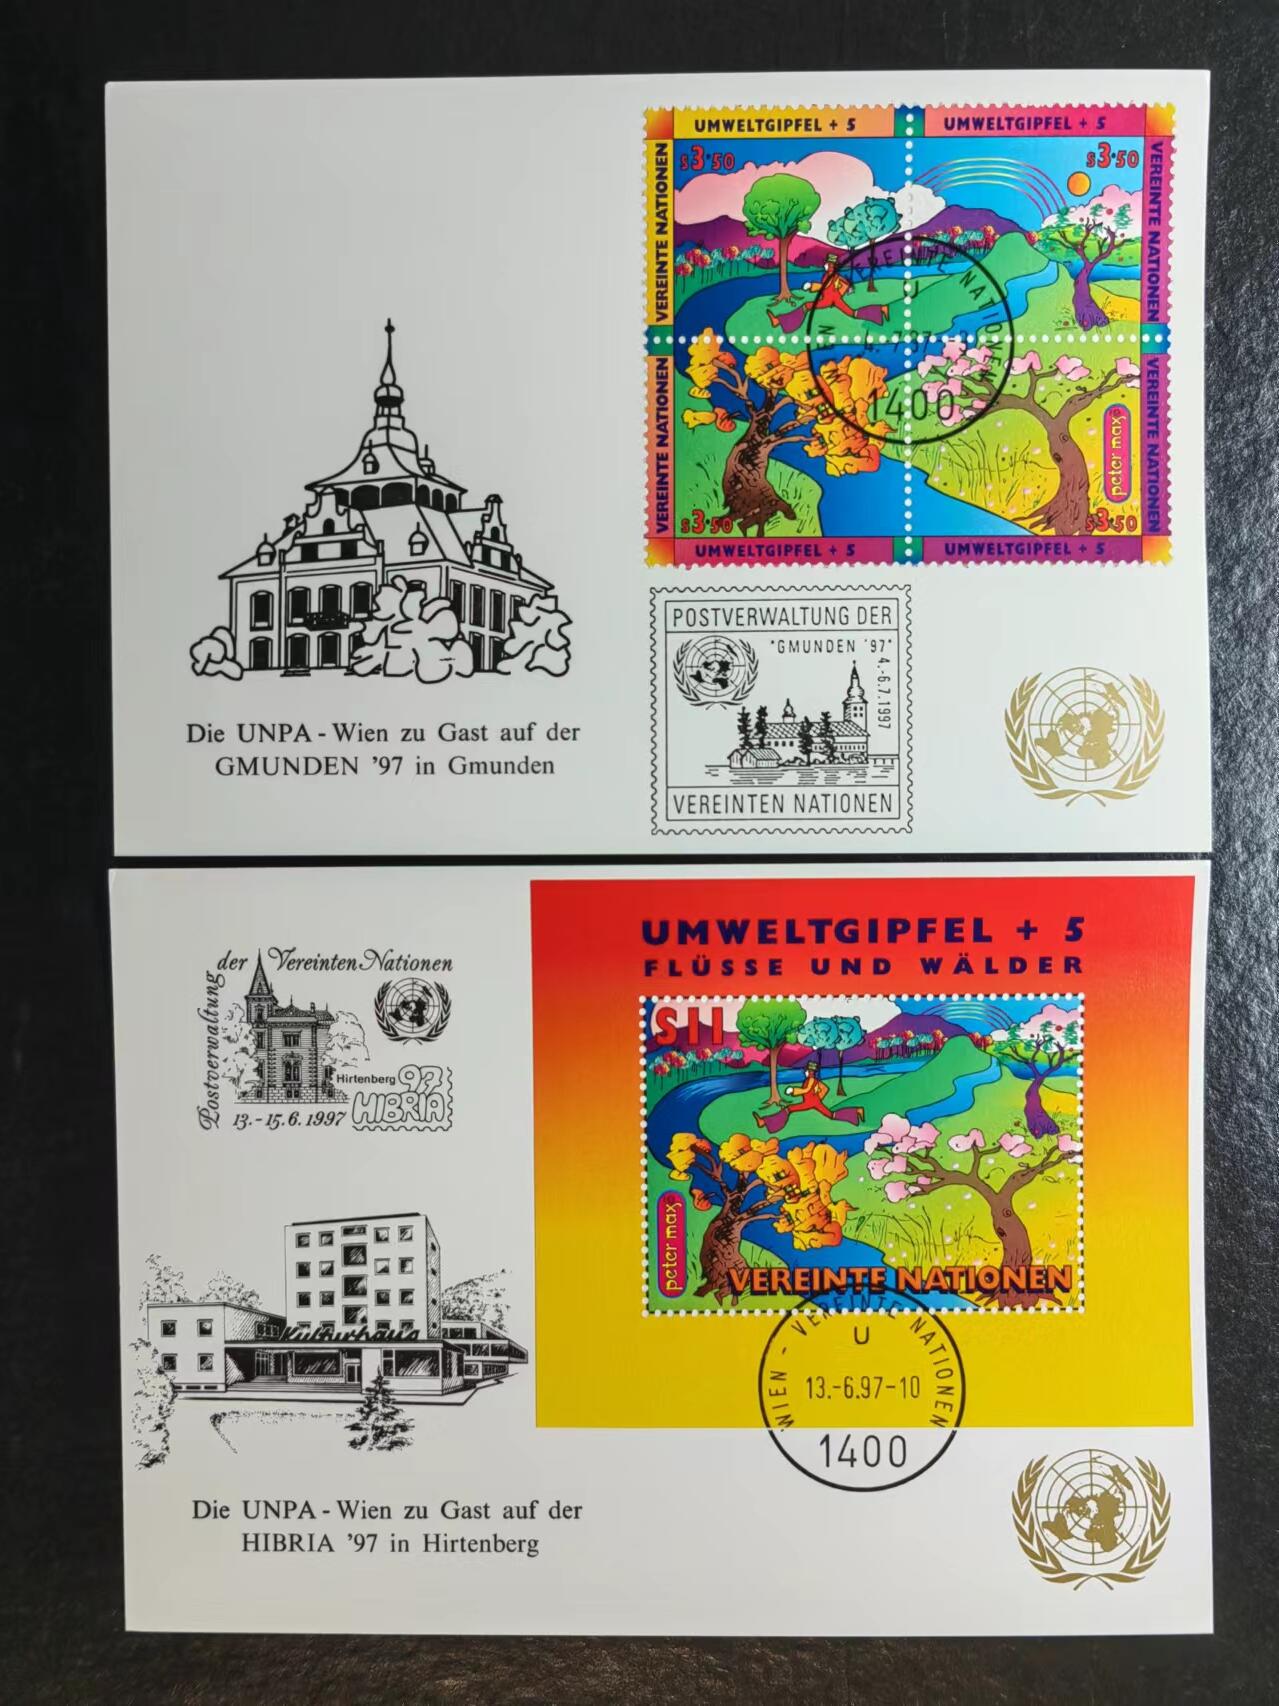 UMWELTGIPFEL + 5
UMWELTGIPFEL + 5
S3·50
S3·50
VEREINTE NATIONEN
VEREINTE NATIONEN
VEREINTE NATIONEN
VEREINTE NATIONEN
VEREINTE NATIONEN
1400
peter max
S3·50
S3·50
UMWELTGIPFEL + 5
UMWELTGIPFEL + 5
POSTVERWALTUNG DER
"GMUNDEN '97"
4.-6.7.1997
VEREINTEN NATIONEN
Die UNPA - Wien zu Gast auf der
GMUNDEN '97 in Gmunden
Postverwaltung der Vereinten Nationen
Hirtenberg 97
HIBRIA
13.-15.6.1997
Kulturhaus
Die UNPA - Wien zu Gast auf der
HIBRIA '97 in Hirtenberg
UMWELTGIPFEL + 5
FLÜSSE UND WÄLDER
S11
peter max
VEREINTE NATIONEN
WIEN - VEREINTE NATIONEN
U
13.-6.97-10
1400